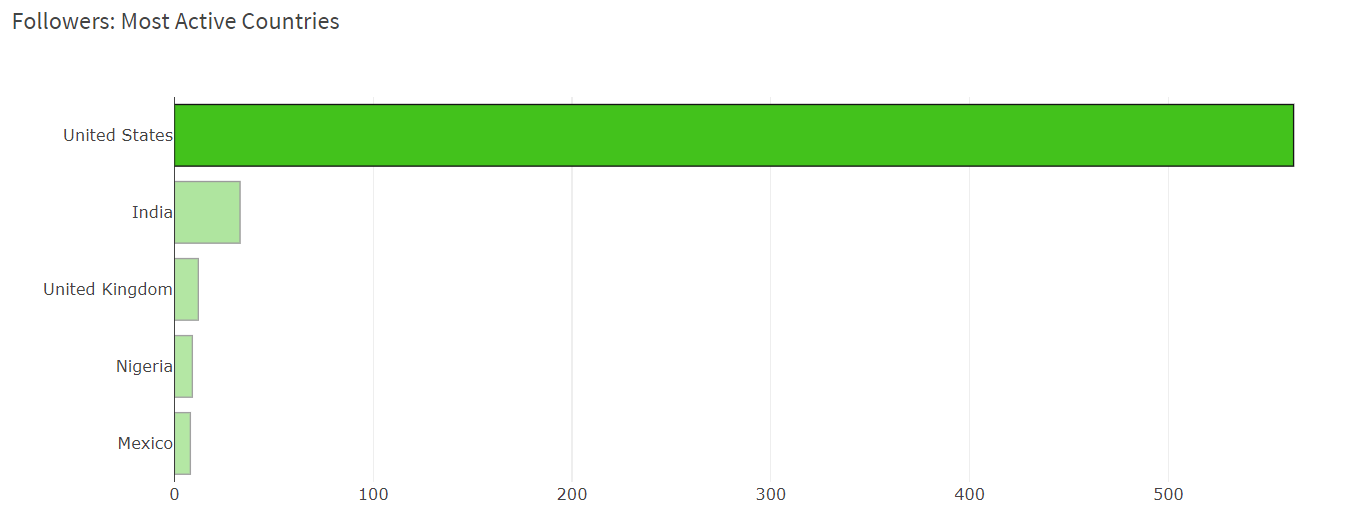 Followers: Most Active Countries
United States
India
United Kingdom
Nigeria
Mexico
0 100 200 300 400 500